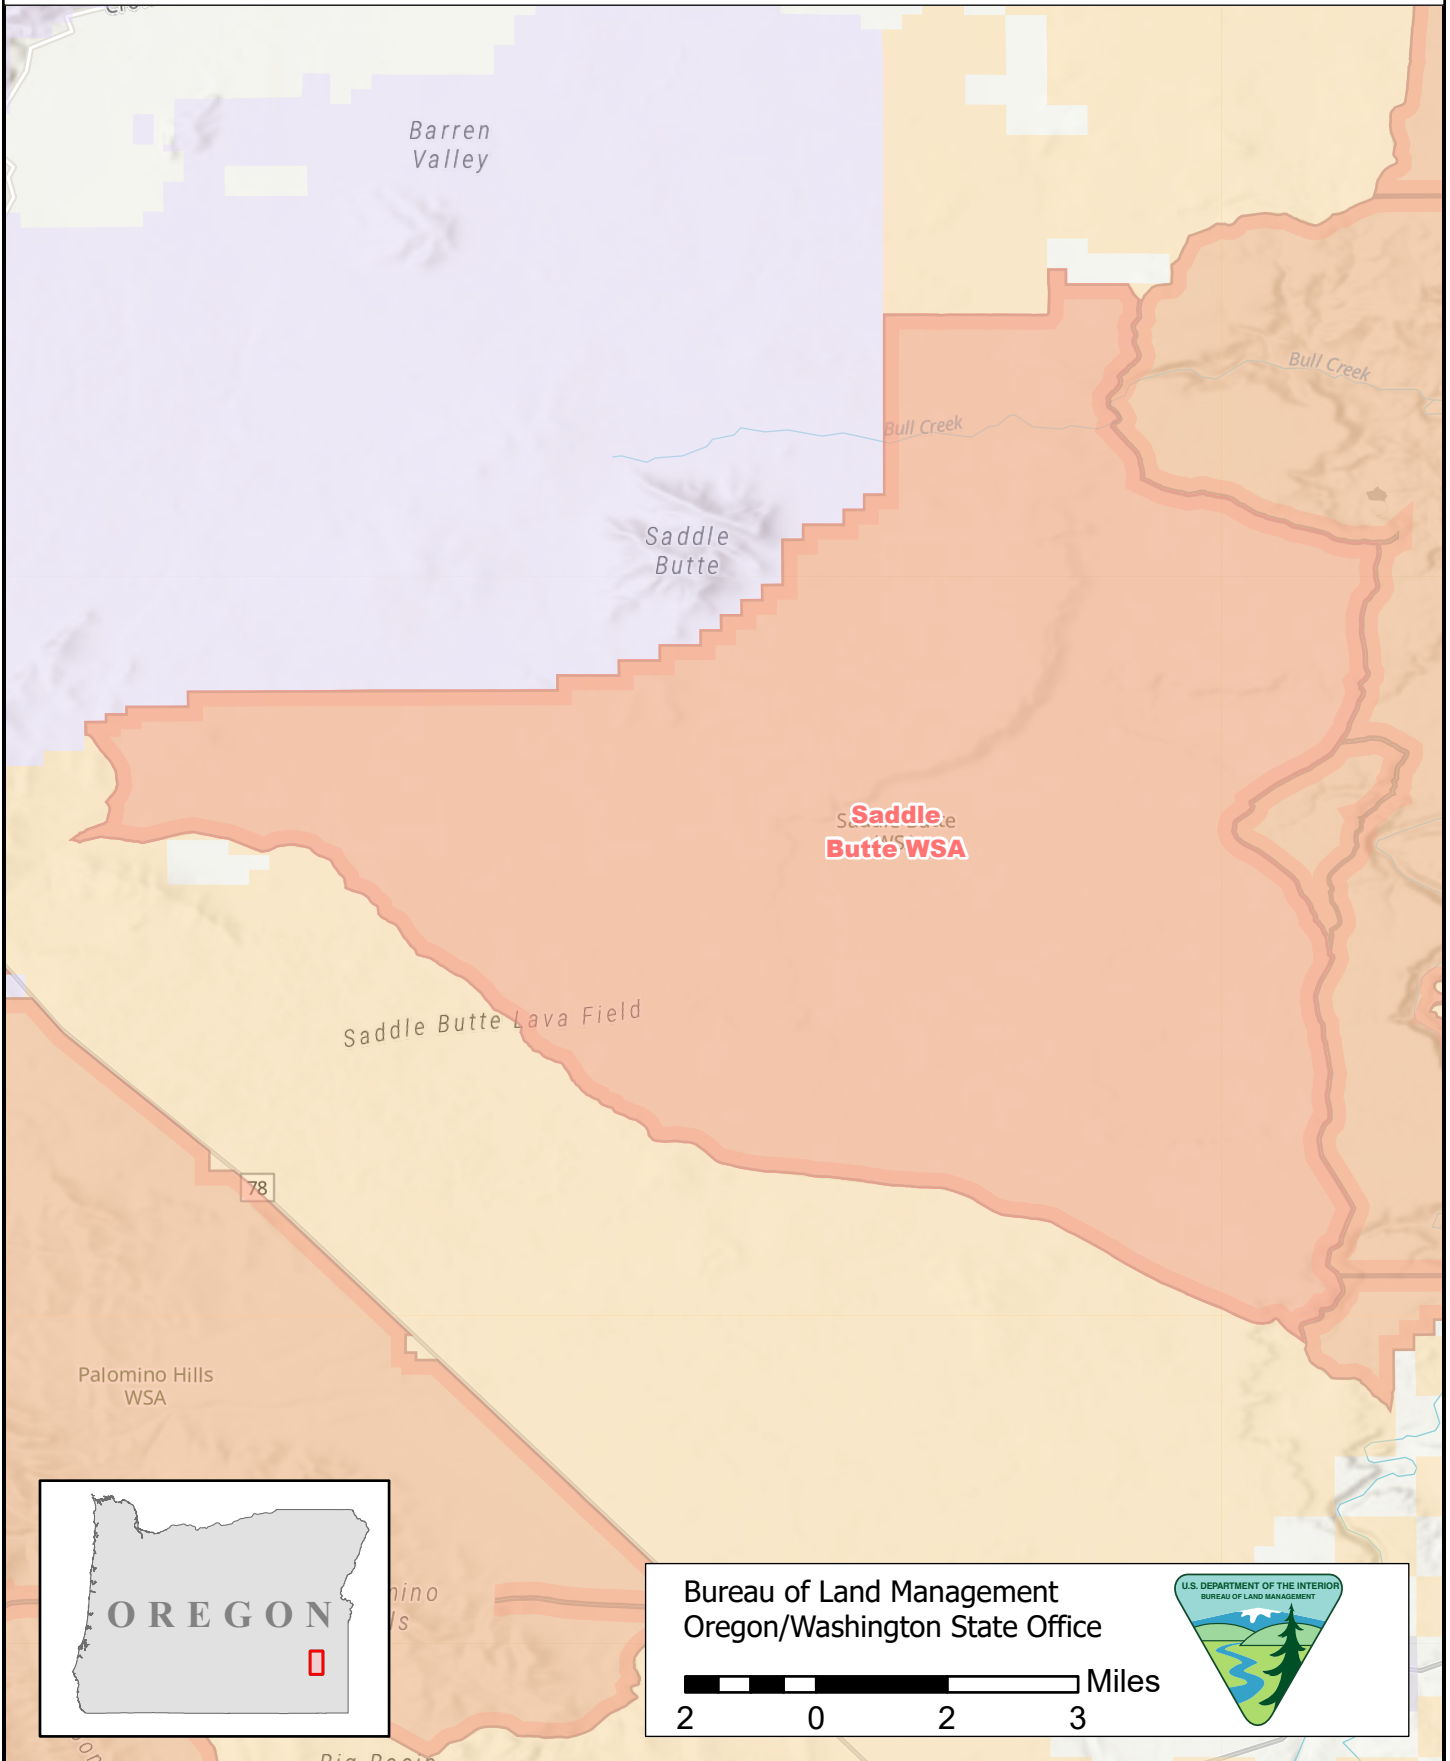 Barren
Valley
Bull Creek
Bull Creek
Saddle
Butte
Saddle
Butte WSA
Saddle Butte Lava Field
78
Palomino Hills
WSA
OREGON
Bureau of Land Management
Oregon/Washington State Office
Miles
2 0 2 3
U.S. DEPARTMENT OF THE INTERIOR
BUREAU OF LAND MANAGEMENT